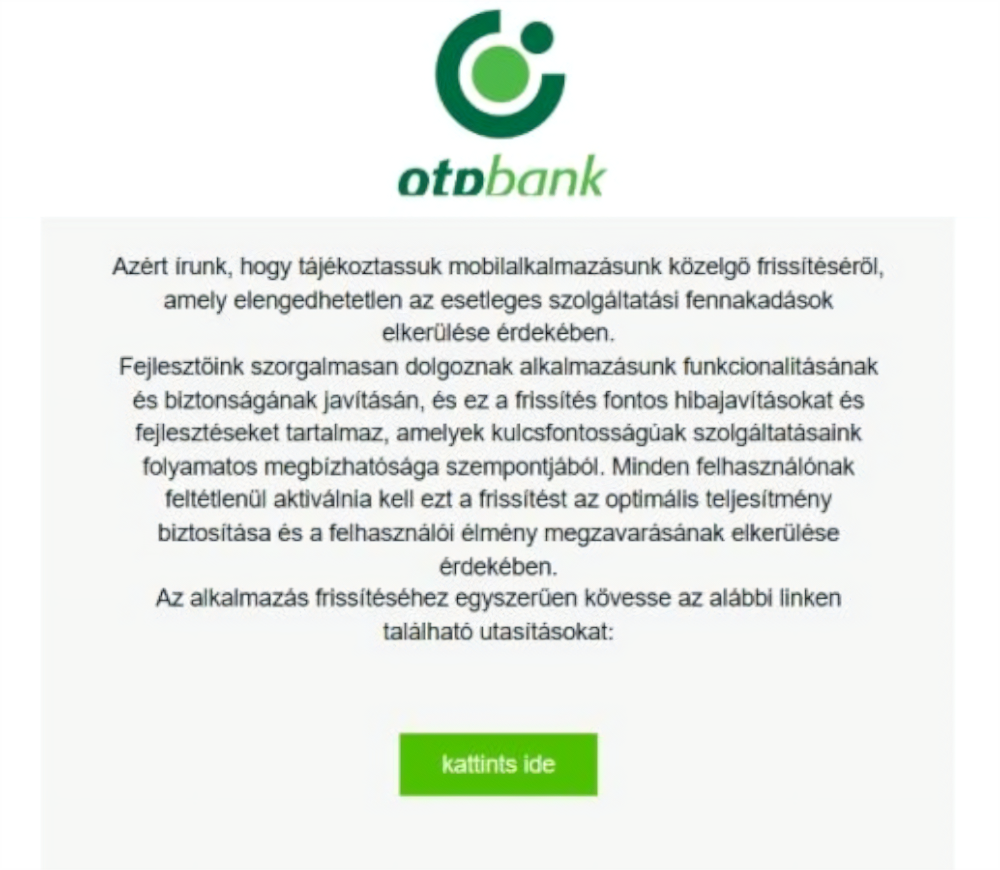 otpbank
Azért írunk, hogy tájékoztassuk mobilalkalmazásunk közelgő frissítéséről,
amely elengedhetetlen az esetleges szolgáltatási fennakadások
elkerülése érdekében.
Fejlesztőink szorgalmasan dolgoznak alkalmazásunk funkcionalitásának
és biztonságának javításán, és ez a frissítés fontos hibajavításokat és
fejlesztéseket tartalmaz, amelyek kulcsfontosságúak szolgáltatásaink
folyamatos megbízhatósága szempontjából. Minden felhasználónak
feltétlenül aktiválnia kell ezt a frissítést az optimális teljesítmény
biztosítása és a felhasználói élmény megzavarásának elkerülése
érdekében.
Az alkalmazás frissítéséhez egyszerűen kövesse az alábbi linken
található utasításokat:
kattints ide